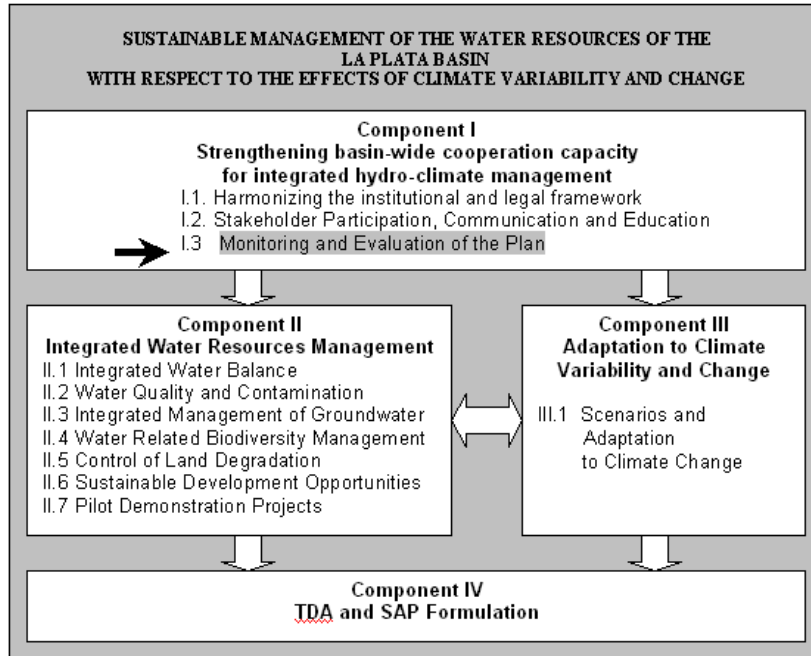 SUSTAINABLE MANAGEMENT OF THE WATER RESOURCES OF THE
LA PLATA BASIN
WITH RESPECT TO THE EFFECTS OF CLIMATE VARIABILITY AND CHANGE
Component I
Strengthening basin-wide cooperation capacity
for integrated hydro-climate management
I.1. Harmonizing the institutional and legal framework
I.2. Stakeholder Participation, Communication and Education
I.3 Monitoring and Evaluation of the Plan
Component II
Integrated Water Resources Management
II.1 Integrated Water Balance
II.2 Water Quality and Contamination
II.3 Integrated Management of Groundwater
II.4 Water Related Biodiversity Management
II.5 Control of Land Degradation
II.6 Sustainable Development Opportunities
II.7 Pilot Demonstration Projects
Component III
Adaptation to Climate
Variability and Change
III.1 Scenarios and
Adaptation
to Climate Change
Component IV
TDA and SAP Formulation